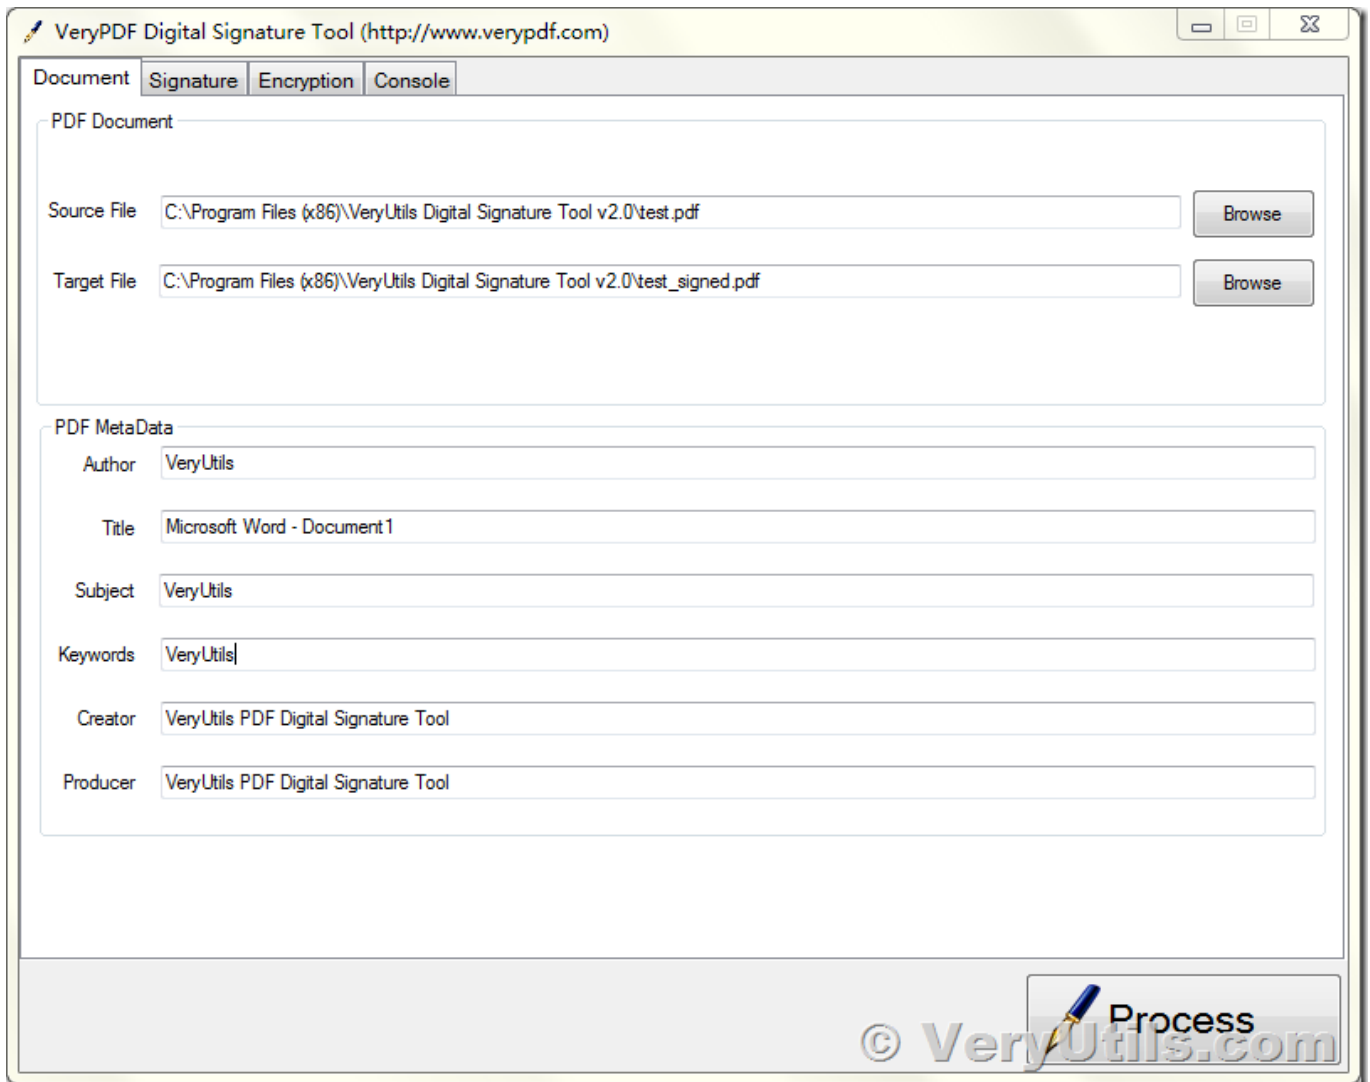 VeryPDF Digital Signature Tool (http://www.verypdf.com)
Document Signature Encryption Console
PDF Document
Source File C:\Program Files (x86)\VeryUtils Digital Signature Tool v2.0\test.pdf Browse
Target File C:\Program Files (x86)\VeryUtils Digital Signature Tool v2.0\test_signed.pdf Browse
PDF MetaData
Author VeryUtils
Title Microsoft Word - Document1
Subject VeryUtils
Keywords VeryUtils
Creator VeryUtils PDF Digital Signature Tool
Producer VeryUtils PDF Digital Signature Tool
Process
© VeryUtils.com